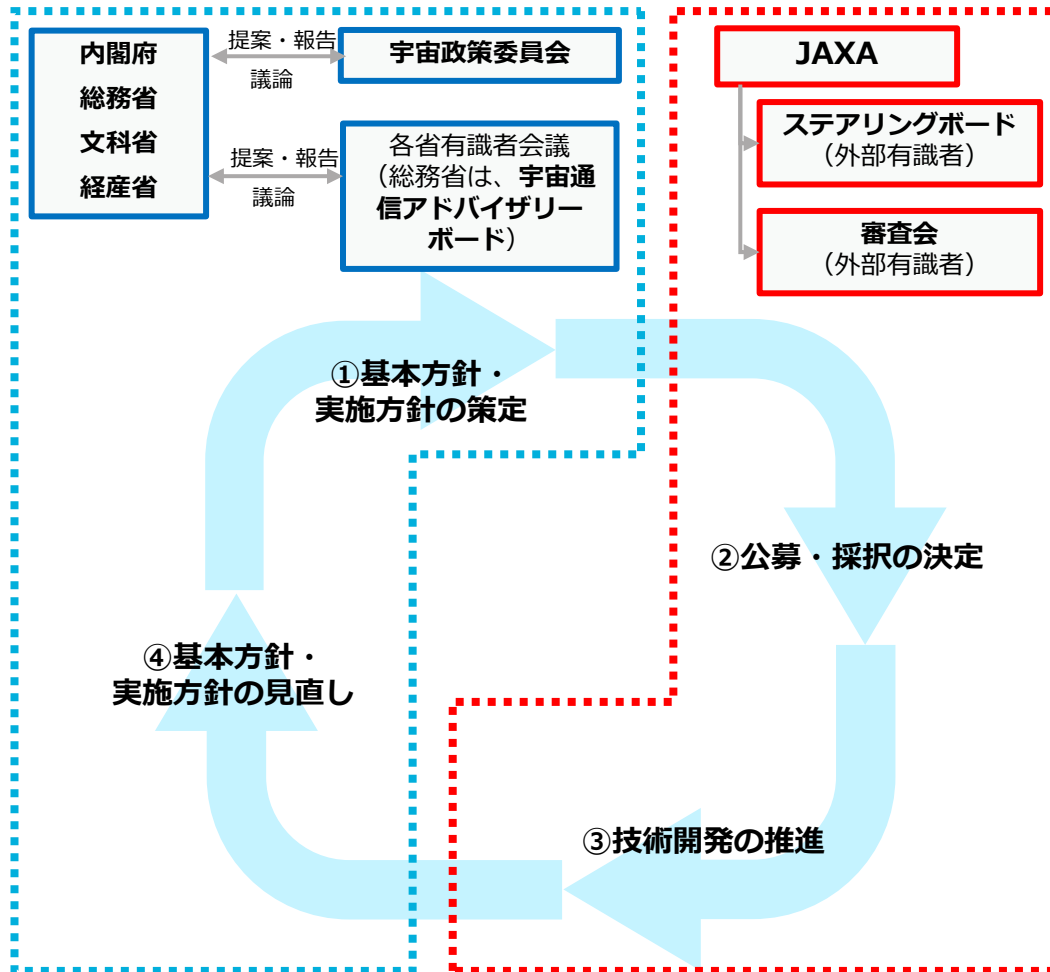 内閣府
総務省
文科省
経産省
提案・報告
議論
宇宙政策委員会
提案・報告
議論
各省有識者会議
（総務省は、宇宙通
信アドバイザリー
ボード）
JAXA
ステアリングボード
（外部有識者）
審査会
（外部有識者）
①基本方針・
実施方針の策定
②公募・採択の決定
③技術開発の推進
④基本方針・
実施方針の見直し